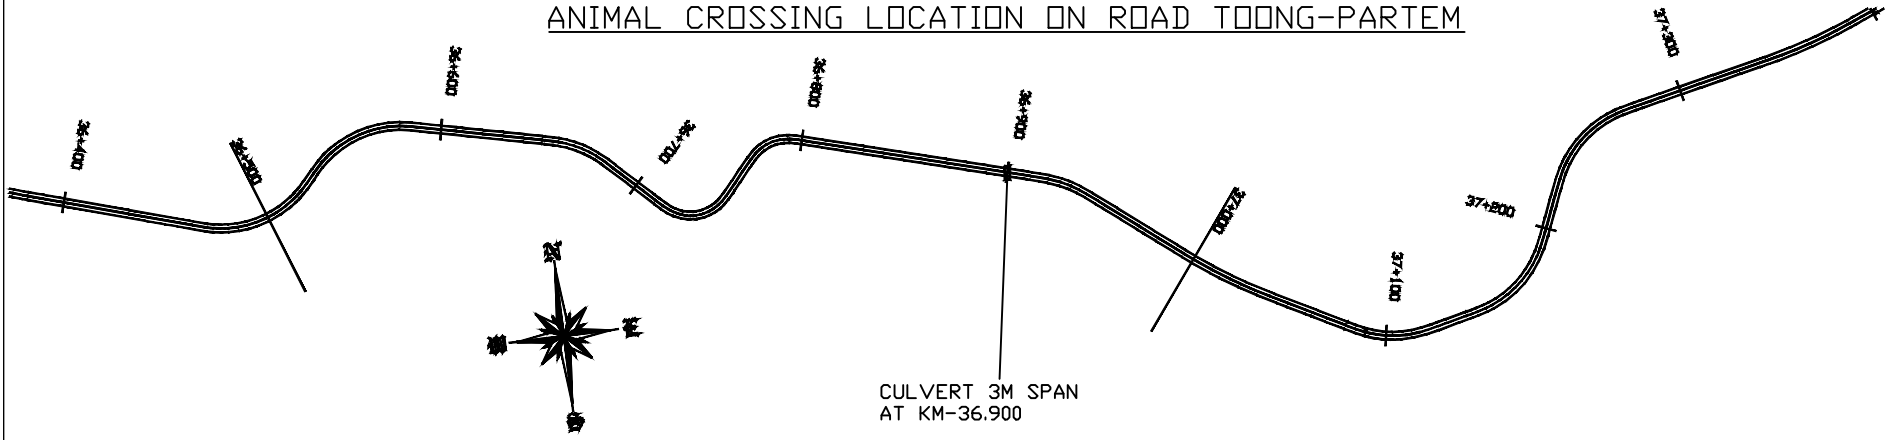 ANIMAL CROSSING LOCATION ON ROAD TOONG-PARTEM
36+400
36+500
36+600
36+700
36+800
36+900
37+000
37+100
37+200
37+300
N
CULVERT 3M SPAN
AT KM-36.900